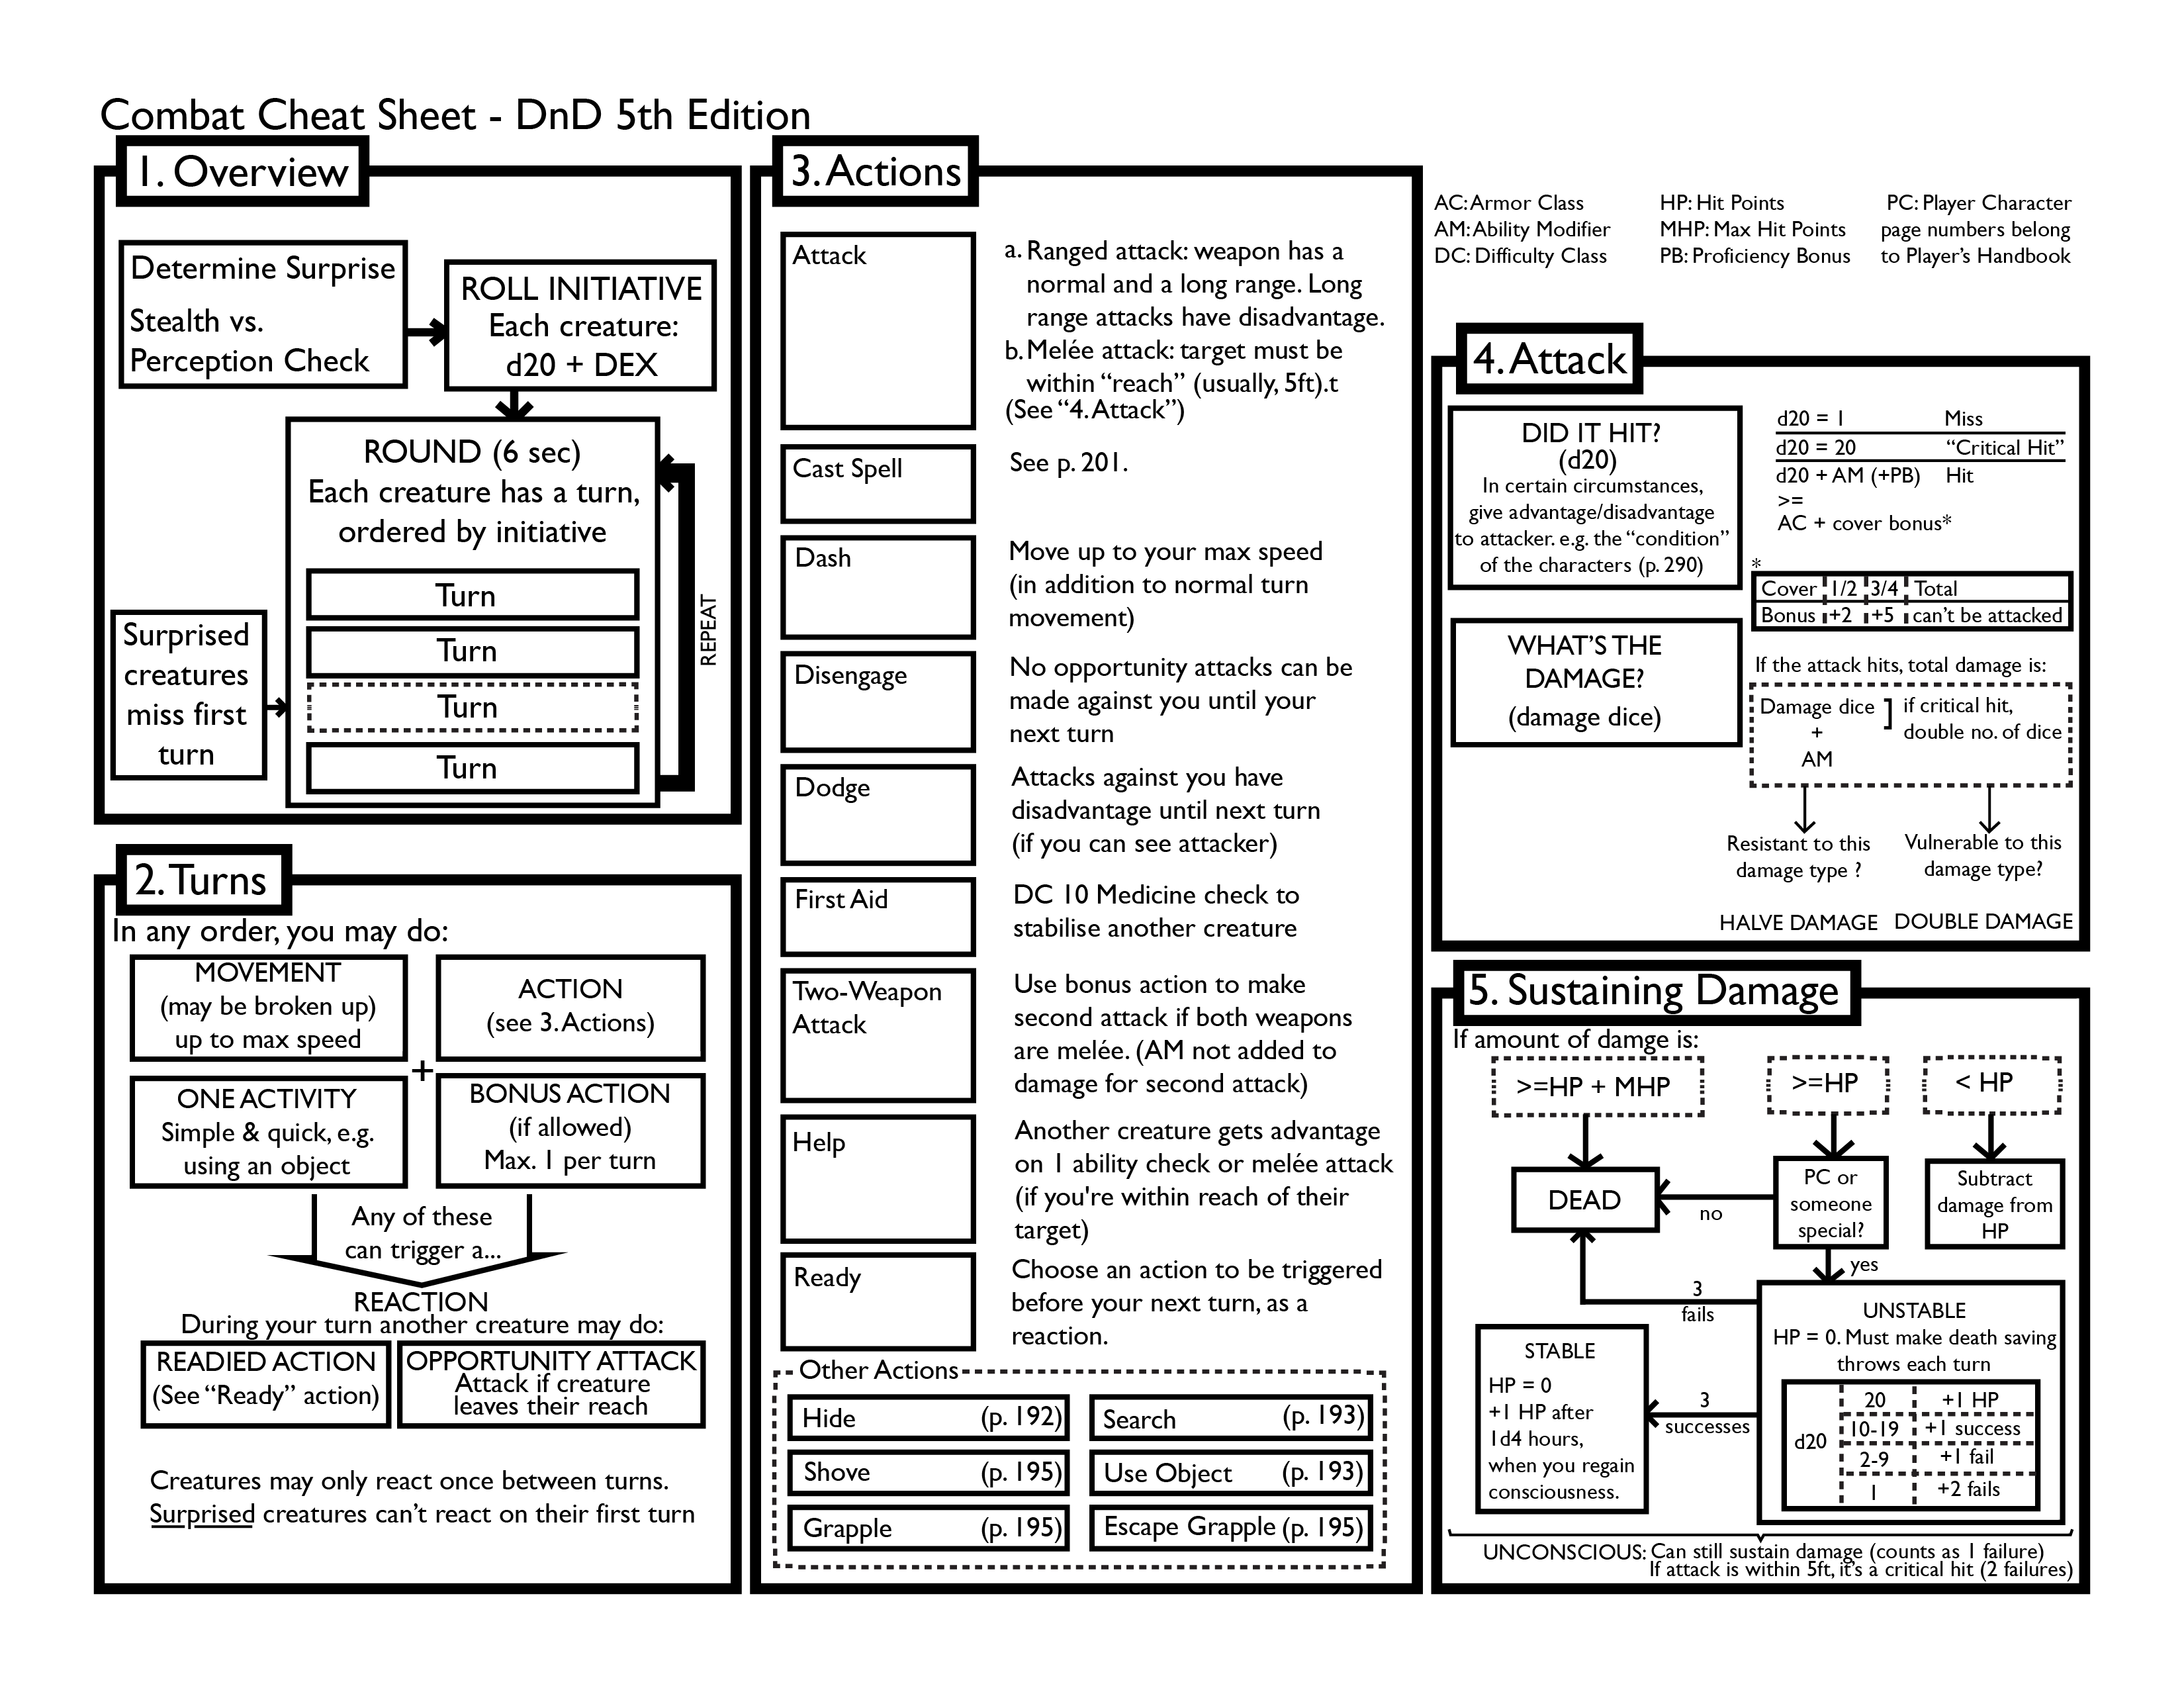 Combat Cheat Sheet - DnD 5th Edition
1. Overview
Determine Surprise
Stealth vs.
Perception Check
ROLL INITIATIVE
Each creature:
d20 + DEX
ROUND (6 sec)
Each creature has a turn,
ordered by initiative
Turn
Turn
Turn
Turn
REPEAT
Surprised
creatures
miss first
turn
2. Turns
In any order, you may do:
MOVEMENT
(may be broken up)
up to max speed
ACTION
(see 3. Actions)
+
ONE ACTIVITY
Simple & quick, e.g.
using an object
BONUS ACTION
(if allowed)
Max. 1 per turn
Any of these
can trigger a...
REACTION
During your turn another creature may do:
READIED ACTION
(See “Ready” action)
OPPORTUNITY ATTACK
Attack if creature
leaves their reach
Creatures may only react once between turns.
Surprised creatures can’t react on their first turn
3. Actions
Attack
a. Ranged attack: weapon has a
normal and a long range. Long
range attacks have disadvantage.
b. Melée attack: target must be
within “reach” (usually, 5ft).t
(See “4. Attack”)
Cast Spell
See p. 201.
Dash
Move up to your max speed
(in addition to normal turn
movement)
Disengage
No opportunity attacks can be
made against you until your
next turn
Dodge
Attacks against you have
disadvantage until next turn
(if you can see attacker)
First Aid
DC 10 Medicine check to
stabilise another creature
Two-Weapon
Attack
Use bonus action to make
second attack if both weapons
are melée. (AM not added to
damage for second attack)
Help
Another creature gets advantage
on 1 ability check or melée attack
(if you're within reach of their
target)
Ready
Choose an action to be triggered
before your next turn, as a
reaction.
Other Actions
Hide (p. 192)
Search (p. 193)
Shove (p. 195)
Use Object (p. 193)
Grapple (p. 195)
Escape Grapple (p. 195)
AC: Armor Class HP: Hit Points PC: Player Character
AM: Ability Modifier MHP: Max Hit Points page numbers belong
DC: Difficulty Class PB: Proficiency Bonus to Player’s Handbook
4. Attack
DID IT HIT?
(d20)
In certain circumstances,
give advantage/disadvantage
to attacker. e.g. the “condition”
of the characters (p. 290)
d20 = 1 Miss
d20 = 20 “Critical Hit”
d20 + AM (+PB) Hit
>=
AC + cover bonus*
*
Cover 1/2 3/4 Total
Bonus +2 +5 can’t be attacked
WHAT’S THE
DAMAGE?
(damage dice)
If the attack hits, total damage is:
Damage dice ] if critical hit,
+ double no. of dice
AM
Resistant to this
damage type ?
Vulnerable to this
damage type?
HALVE DAMAGE DOUBLE DAMAGE
5. Sustaining Damage
If amount of damge is:
>=HP + MHP
>=HP
< HP
DEAD
no
PC or
someone
special?
Subtract
damage from
HP
yes
3
fails
UNSTABLE
HP = 0. Must make death saving
throws each turn
d20
20 +1 HP
10-19 +1 success
2-9 +1 fail
1 +2 fails
3
successes
STABLE
HP = 0
+1 HP after
1d4 hours,
when you regain
consciousness.
UNCONSCIOUS: Can still sustain damage (counts as 1 failure)
If attack is within 5ft, it’s a critical hit (2 failures)